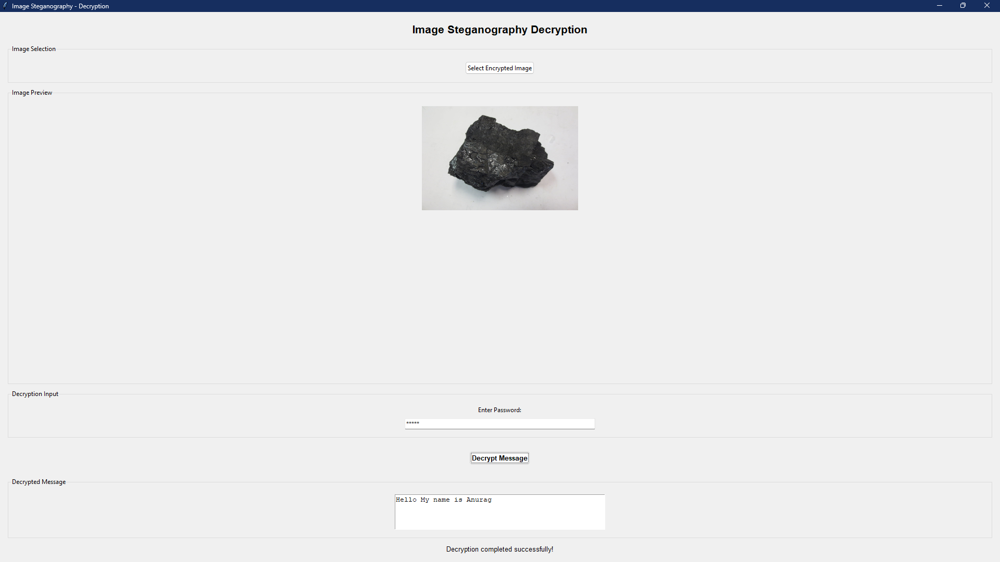 Image Steganography - Decryption
Image Steganography Decryption
Image Selection
Select Encrypted Image
Image Preview
Decryption Input
Enter Password:
*****
Decrypt Message
Decrypted Message
Hello My name is Anurag
Decryption completed successfully!